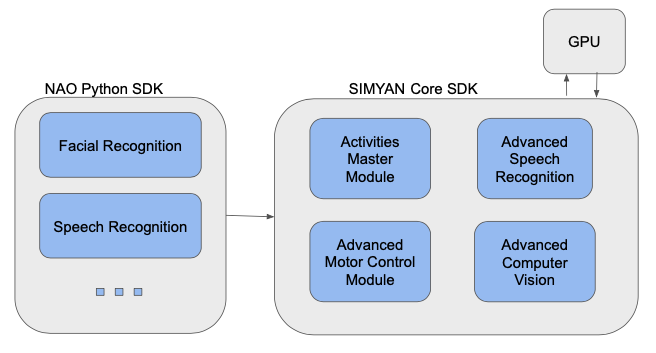 GPU
NAO Python SDK
SIMYAN Core SDK
Facial Recognition
Speech Recognition
Activities
Master
Module
Advanced
Speech
Recognition
Advanced
Motor Control
Module
Advanced
Computer
Vision